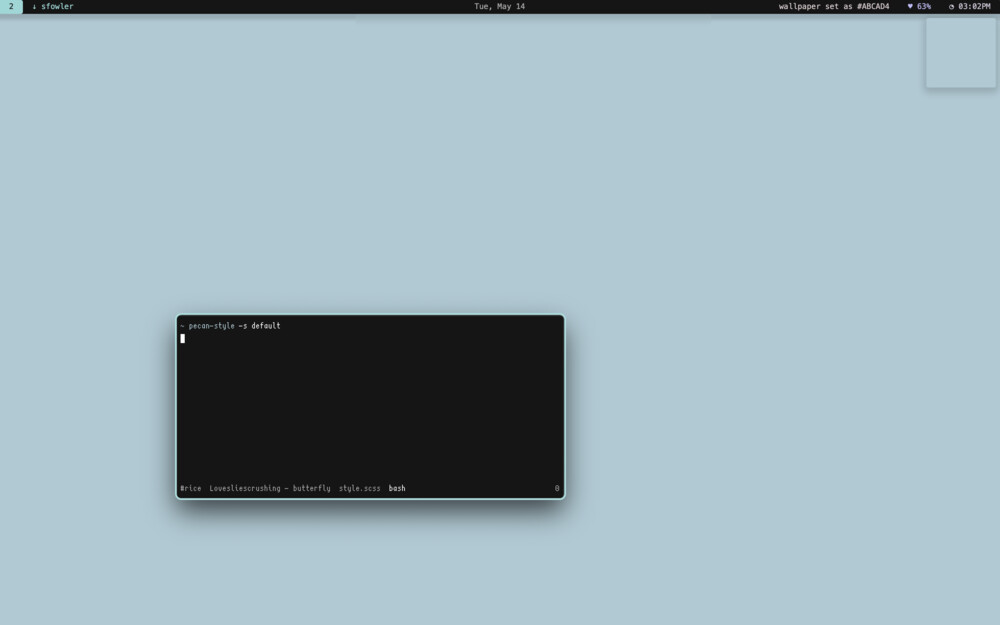 2 ↓ sfowler Tue, May 14 wallpaper set as #ABCAD4 ♥ 63% ◔ 03:02PM
~ pecan-style -s default
#rice Lovesliescrushing – butterfly style.scss bash 0